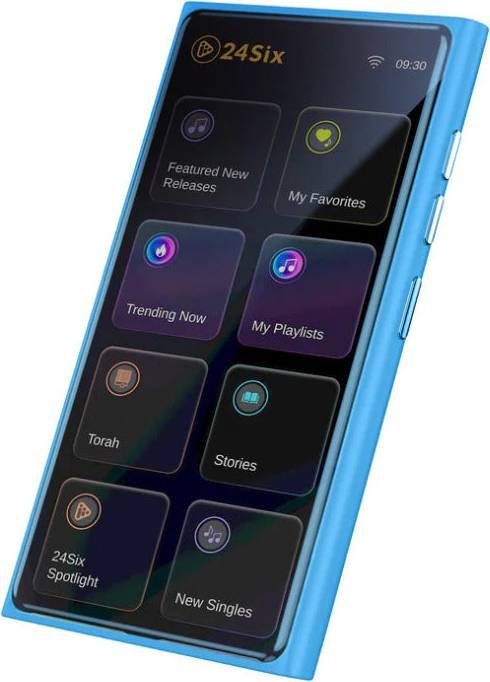 24Six
09:30
Featured New
Releases
My Favorites
Trending Now
My Playlists
Torah
Stories
24Six
Spotlight
New Singles